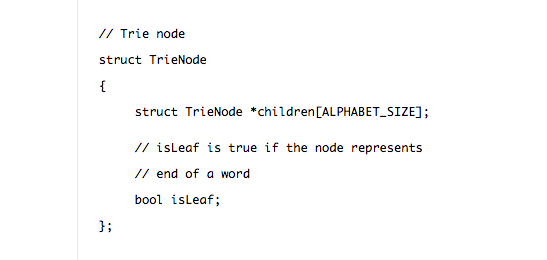 // Trie node
struct TrieNode
{
struct TrieNode *children[ALPHABET_SIZE];
// isLeaf is true if the node represents
// end of a word
bool isLeaf;
};